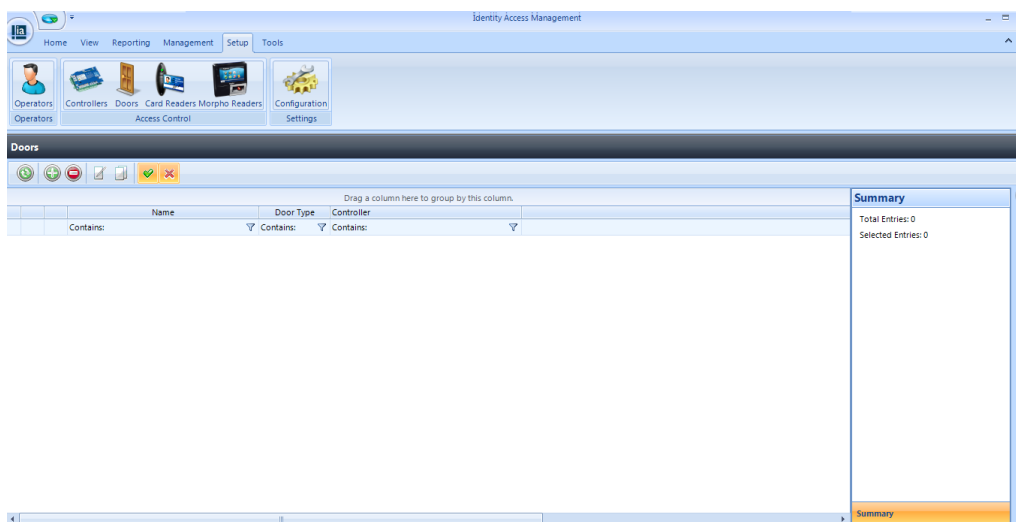 Identity Access Management
ia
Home View Reporting Management Setup Tools
Operators Controllers Doors Card Readers Morpho Readers Configuration
Operators Access Control Settings
Doors
Drag a column here to group by this column.
Name Door Type Controller
Contains: Contains: Contains:
Summary
Total Entries: 0
Selected Entries: 0
Summary